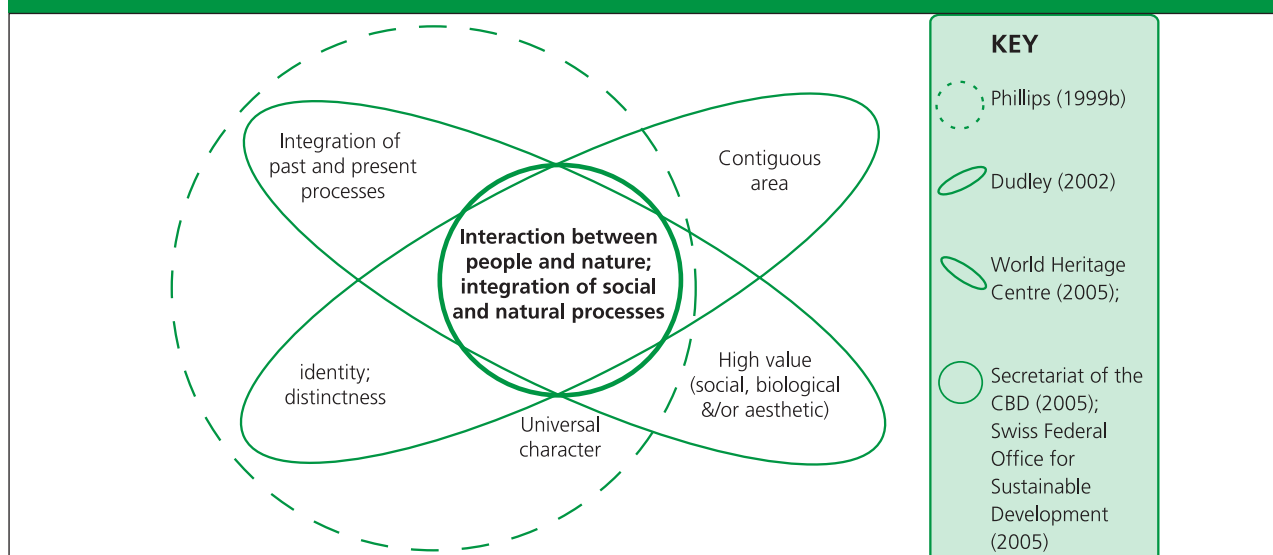 Integration of
past and present
processes
Contiguous
area
Interaction between
people and nature;
integration of social
and natural processes
identity;
distinctness
High value
(social, biological
&/or aesthetic)
Universal
character
KEY
Phillips (1999b)
Dudley (2002)
World Heritage
Centre (2005);
Secretariat of the
CBD (2005);
Swiss Federal
Office for
Sustainable
Development
(2005)